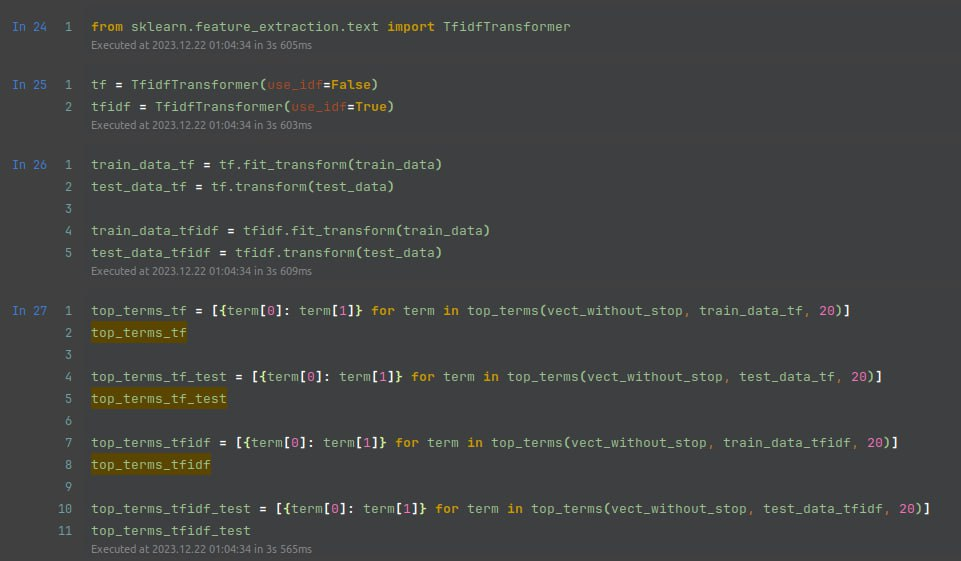 In 24 1 from sklearn.feature_extraction.text import TfidfTransformer
Executed at 2023.12.22 01:04:34 in 3s 605ms
In 25 1 tf = TfidfTransformer(use_idf=False)
2 tfidf = TfidfTransformer(use_idf=True)
Executed at 2023.12.22 01:04:34 in 3s 603ms
In 26 1 train_data_tf = tf.fit_transform(train_data)
2 test_data_tf = tf.transform(test_data)
3
4 train_data_tfidf = tfidf.fit_transform(train_data)
5 test_data_tfidf = tfidf.transform(test_data)
Executed at 2023.12.22 01:04:34 in 3s 609ms
In 27 1 top_terms_tf = [{term[0]: term[1]} for term in top_terms(vect_without_stop, train_data_tf, 20)]
2 top_terms_tf
3
4 top_terms_tf_test = [{term[0]: term[1]} for term in top_terms(vect_without_stop, test_data_tf, 20)]
5 top_terms_tf_test
6
7 top_terms_tfidf = [{term[0]: term[1]} for term in top_terms(vect_without_stop, train_data_tfidf, 20)]
8 top_terms_tfidf
9
10 top_terms_tfidf_test = [{term[0]: term[1]} for term in top_terms(vect_without_stop, test_data_tfidf, 20)]
11 top_terms_tfidf_test
Executed at 2023.12.22 01:04:34 in 3s 565ms